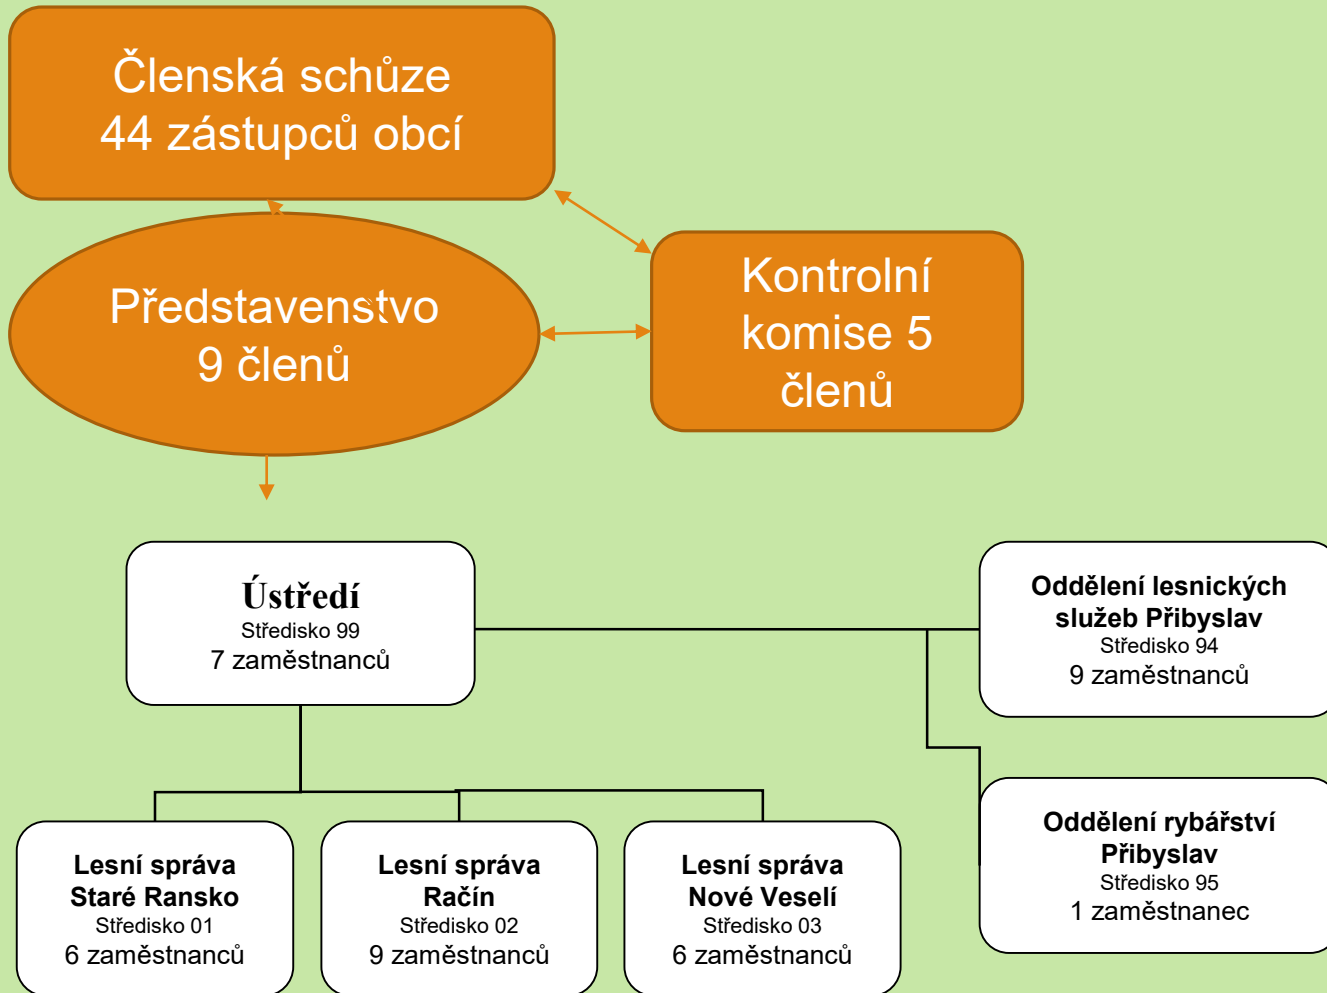 Členská schůze
44 zástupců obcí
Představenstvo
9 členů
Kontrolní
komise 5
členů
Ústředí
Středisko 99
7 zaměstnanců
Oddělení lesnických
služeb Přibyslav
Středisko 94
9 zaměstnanců
Oddělení rybářství
Přibyslav
Středisko 95
1 zaměstnanec
Lesní správa
Staré Ransko
Středisko 01
6 zaměstnanců
Lesní správa
Račín
Středisko 02
9 zaměstnanců
Lesní správa
Nové Veselí
Středisko 03
6 zaměstnanců